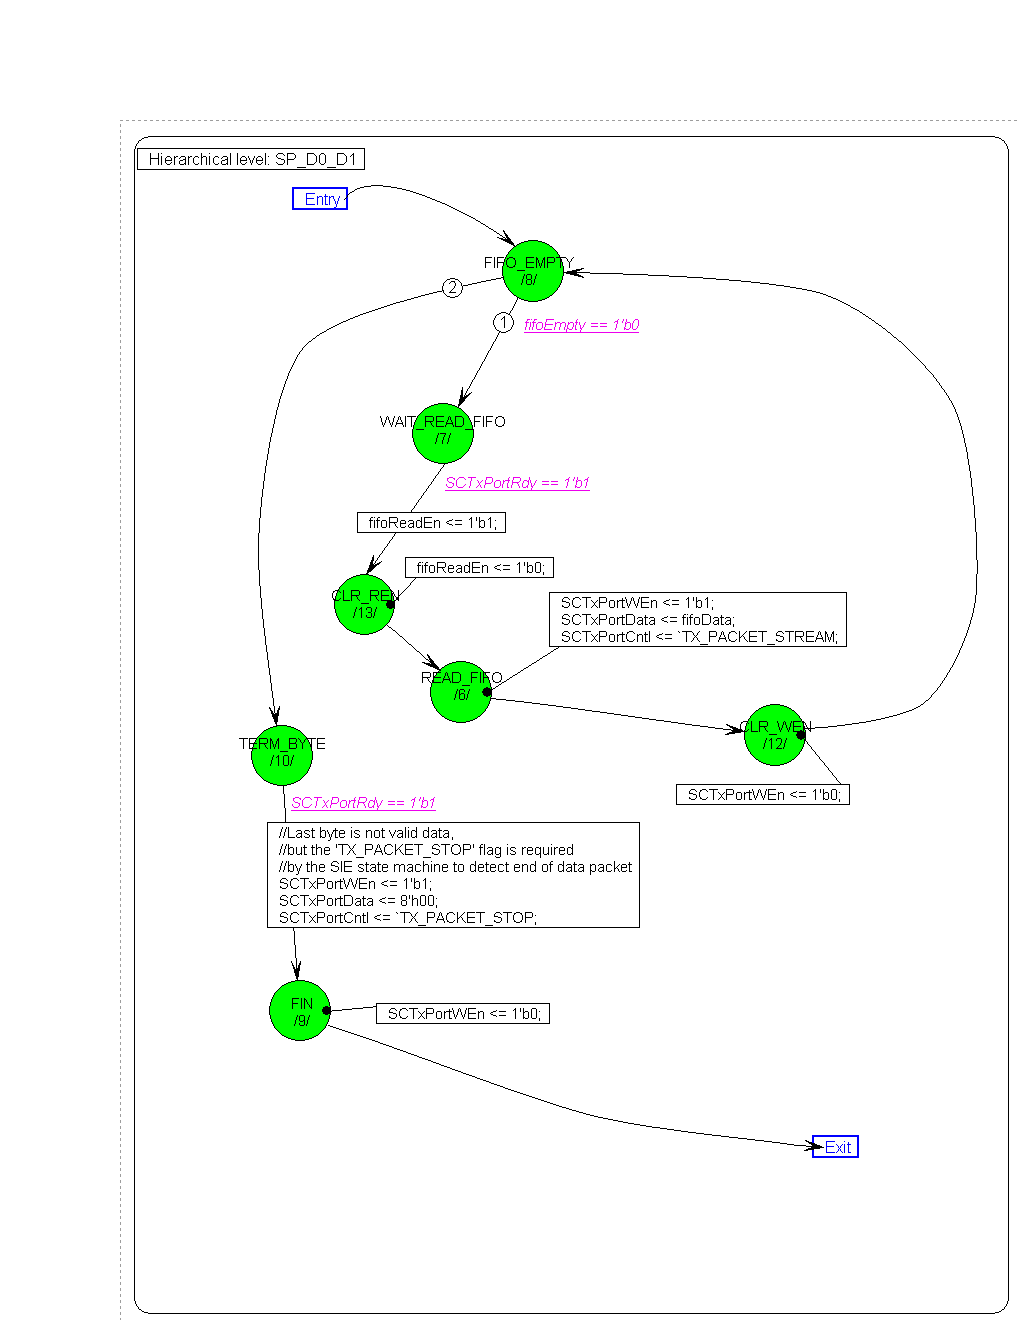 Hierarchical level: SP_D0_D1
Entry
FIFO_EMPTY
/8/
2
1
fifoEmpty == 1'b0
WAIT_READ_FIFO
/7/
SCTxPortRdy == 1'b1
fifoReadEn <= 1'b1;
fifoReadEn <= 1'b0;
CLR_REN
/13/
SCTxPortWEn <= 1'b1;
SCTxPortData <= fifoData;
SCTxPortCntl <= `TX_PACKET_STREAM;
READ_FIFO
/6/
CLR_WEN
/12/
TERM_BYTE
/10/
SCTxPortWEn <= 1'b0;
SCTxPortRdy == 1'b1
//Last byte is not valid data,
//but the 'TX_PACKET_STOP' flag is required
//by the SIE state machine to detect end of data packet
SCTxPortWEn <= 1'b1;
SCTxPortData <= 8'h00;
SCTxPortCntl <= `TX_PACKET_STOP;
FIN
/9/
SCTxPortWEn <= 1'b0;
Exit